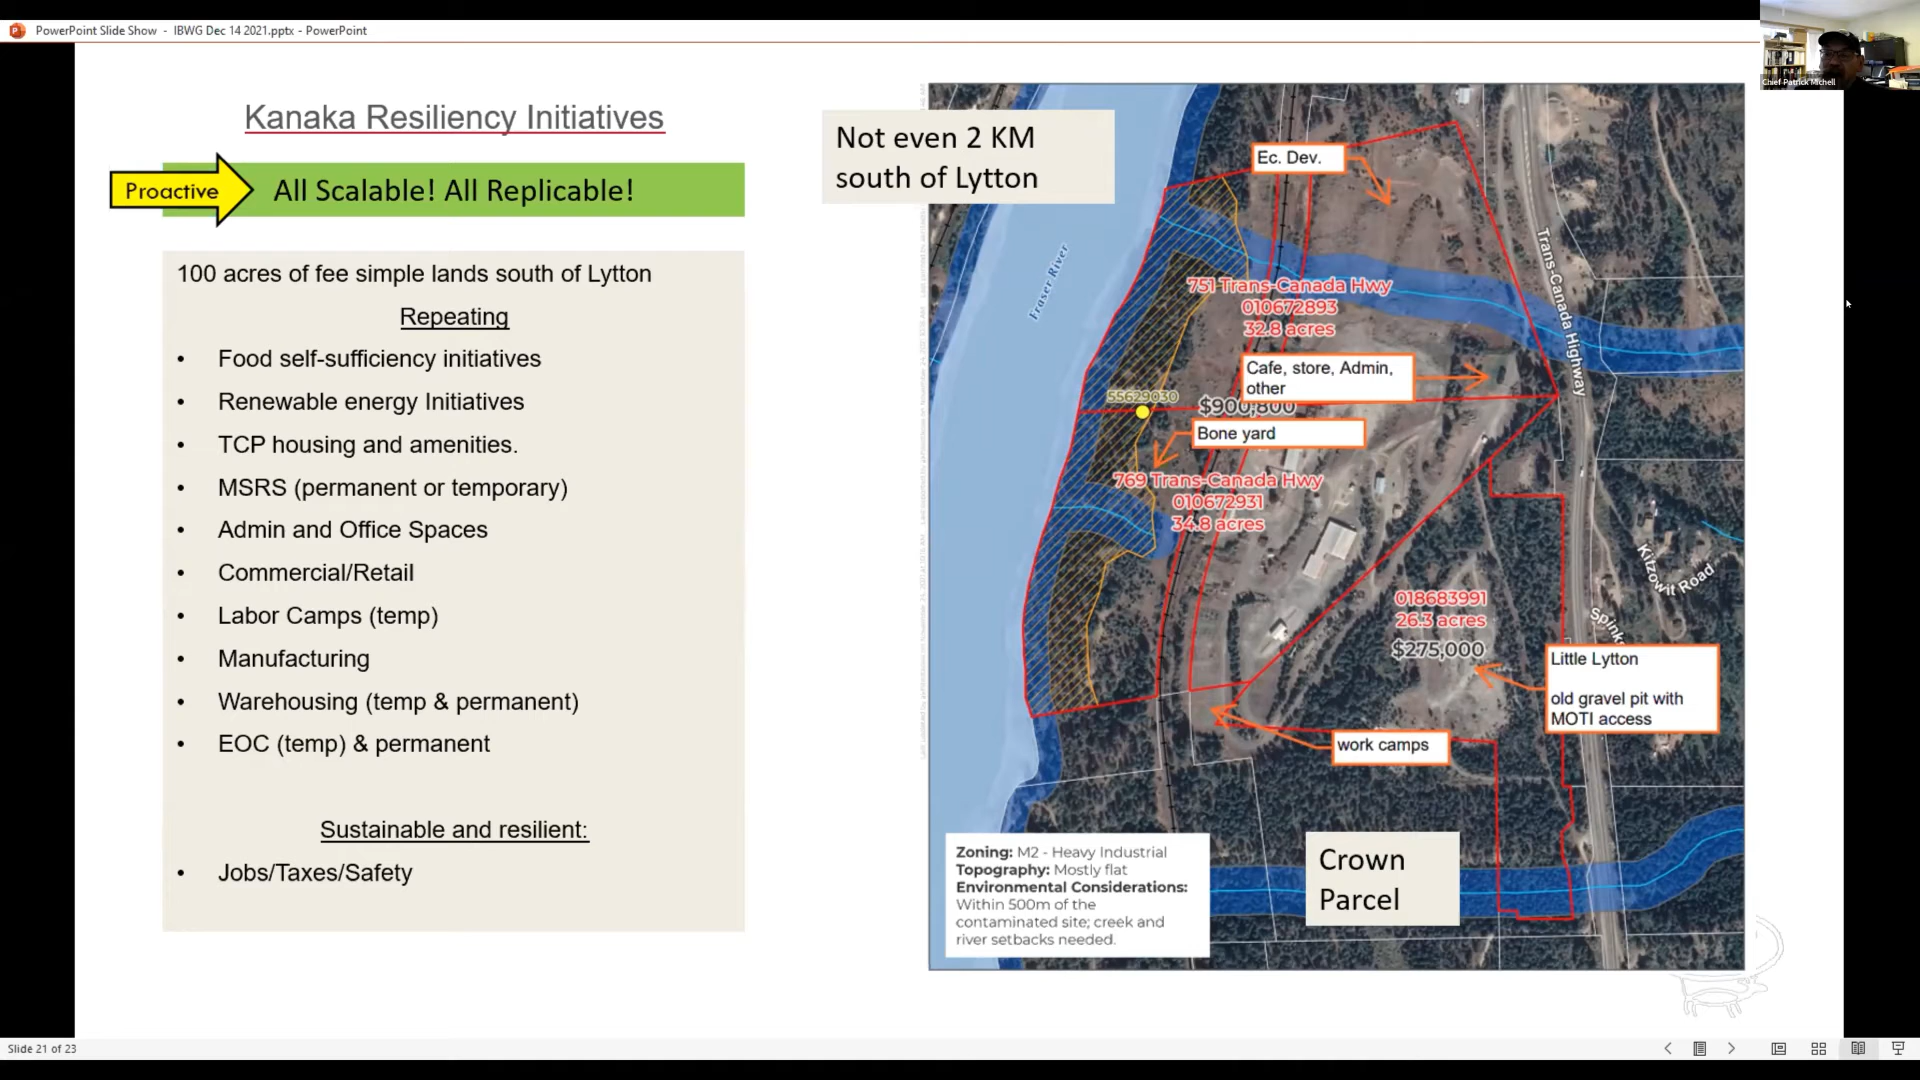 PowerPoint Slide Show - IBWG Dec 14 2021.pptx - PowerPoint
Chief Patrick Michell
Kanaka Resiliency Initiatives
Proactive
All Scalable! All Replicable!
100 acres of fee simple lands south of Lytton
Repeating
• Food self-sufficiency initiatives
• Renewable energy Initiatives
• TCP housing and amenities.
• MSRS (permanent or temporary)
• Admin and Office Spaces
• Commercial/Retail
• Labor Camps (temp)
• Manufacturing
• Warehousing (temp & permanent)
• EOC (temp) & permanent
Sustainable and resilient:
• Jobs/Taxes/Safety
Not even 2 KM
south of Lytton
Ec. Dev.
Fraser River
Trans-Canada Highway
751 Trans-Canada Hwy
010672893
32.8 acres
Cafe, store, Admin,
other
55629030
$900,800
Bone yard
769 Trans-Canada Hwy
010672931
34.8 acres
Kitzowit Road
018683991
26.3 acres
$275,000
Little Lytton
old gravel pit with
MOTI access
work camps
Zoning: M2 - Heavy Industrial
Topography: Mostly flat
Environmental Considerations:
Within 500m of the
contaminated site; creek and
river setbacks needed.
Crown
Parcel
Slide 21 of 23